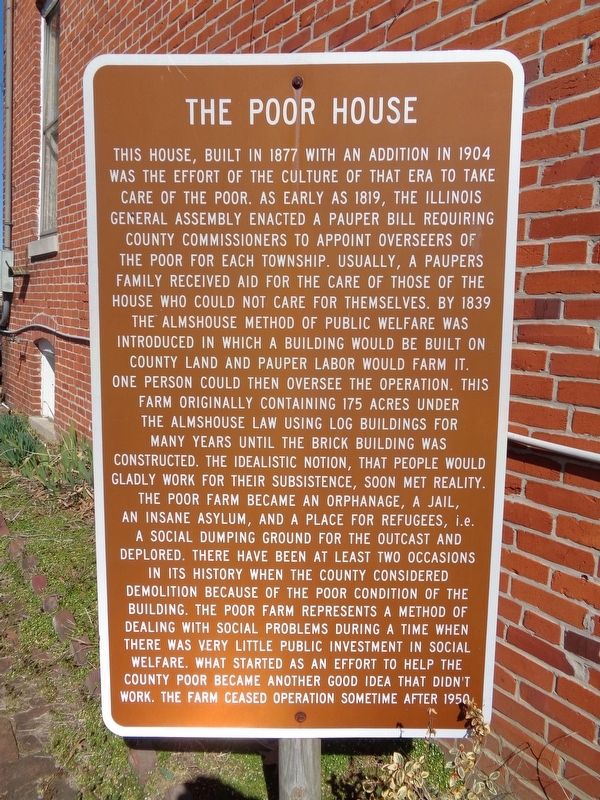 THE POOR HOUSE
THIS HOUSE, BUILT IN 1877 WITH AN ADDITION IN 1904
WAS THE EFFORT OF THE CULTURE OF THAT ERA TO TAKE
CARE OF THE POOR. AS EARLY AS 1819, THE ILLINOIS
GENERAL ASSEMBLY ENACTED A PAUPER BILL REQUIRING
COUNTY COMMISSIONERS TO APPOINT OVERSEERS OF
THE POOR FOR EACH TOWNSHIP. USUALLY, A PAUPERS
FAMILY RECEIVED AID FOR THE CARE OF THOSE OF THE
HOUSE WHO COULD NOT CARE FOR THEMSELVES. BY 1839
THE ALMSHOUSE METHOD OF PUBLIC WELFARE WAS
INTRODUCED IN WHICH A BUILDING WOULD BE BUILT ON
COUNTY LAND AND PAUPER LABOR WOULD FARM IT.
ONE PERSON COULD THEN OVERSEE THE OPERATION. THIS
FARM ORIGINALLY CONTAINING 175 ACRES UNDER
THE ALMSHOUSE LAW USING LOG BUILDINGS FOR
MANY YEARS UNTIL THE BRICK BUILDING WAS
CONSTRUCTED. THE IDEALISTIC NOTION, THAT PEOPLE WOULD
GLADLY WORK FOR THEIR SUBSISTENCE, SOON MET REALITY.
THE POOR FARM BECAME AN ORPHANAGE, A JAIL,
AN INSANE ASYLUM, AND A PLACE FOR REFUGEES, i.e.
A SOCIAL DUMPING GROUND FOR THE OUTCAST AND
DEPLORED. THERE HAVE BEEN AT LEAST TWO OCCASIONS
IN ITS HISTORY WHEN THE COUNTY CONSIDERED
DEMOLITION BECAUSE OF THE POOR CONDITION OF THE
BUILDING. THE POOR FARM REPRESENTS A METHOD OF
DEALING WITH SOCIAL PROBLEMS DURING A TIME WHEN
THERE WAS VERY LITTLE PUBLIC INVESTMENT IN SOCIAL
WELFARE. WHAT STARTED AS AN EFFORT TO HELP THE
COUNTY POOR BECAME ANOTHER GOOD IDEA THAT DIDN'T
WORK. THE FARM CEASED OPERATION SOMETIME AFTER 1950.